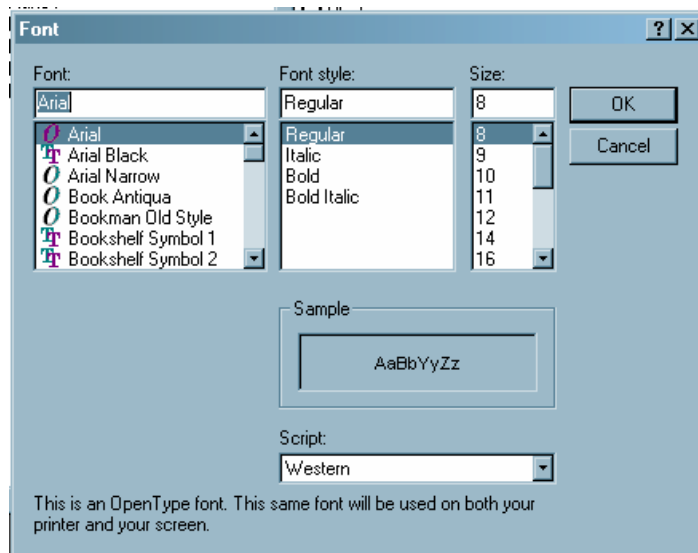 Font
? x
Font:
Font style:
Size:
Arial
Regular
8
OK
Cancel
Arial
Arial Black
Arial Narrow
Book Antiqua
Bookman Old Style
Bookshelf Symbol 1
Bookshelf Symbol 2
Regular
Italic
Bold
Bold Italic
8
9
10
11
12
14
16
Sample
AaBbYyZz
Script:
Western
This is an OpenType font. This same font will be used on both your
printer and your screen.